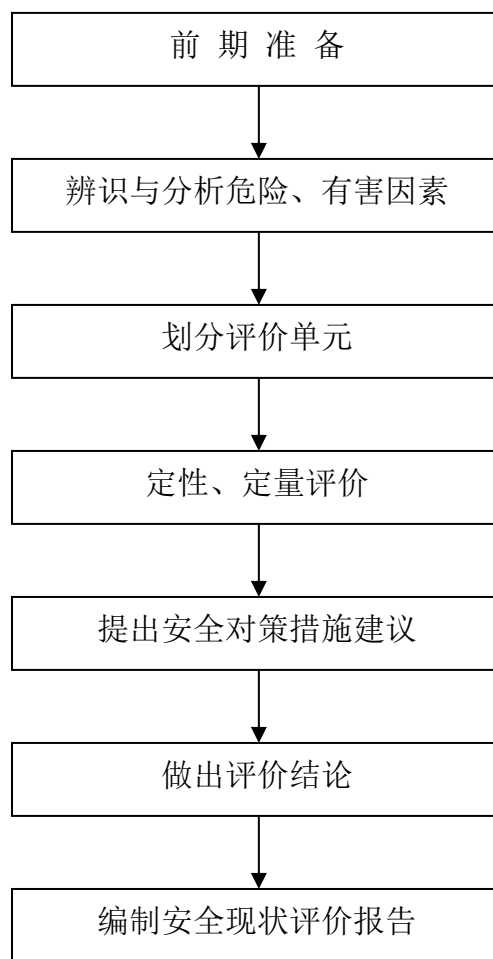 前 期 准 备
辨识与分析危险、有害因素
划分评价单元
定性、定量评价
提出安全对策措施建议
做出评价结论
编制安全现状评价报告